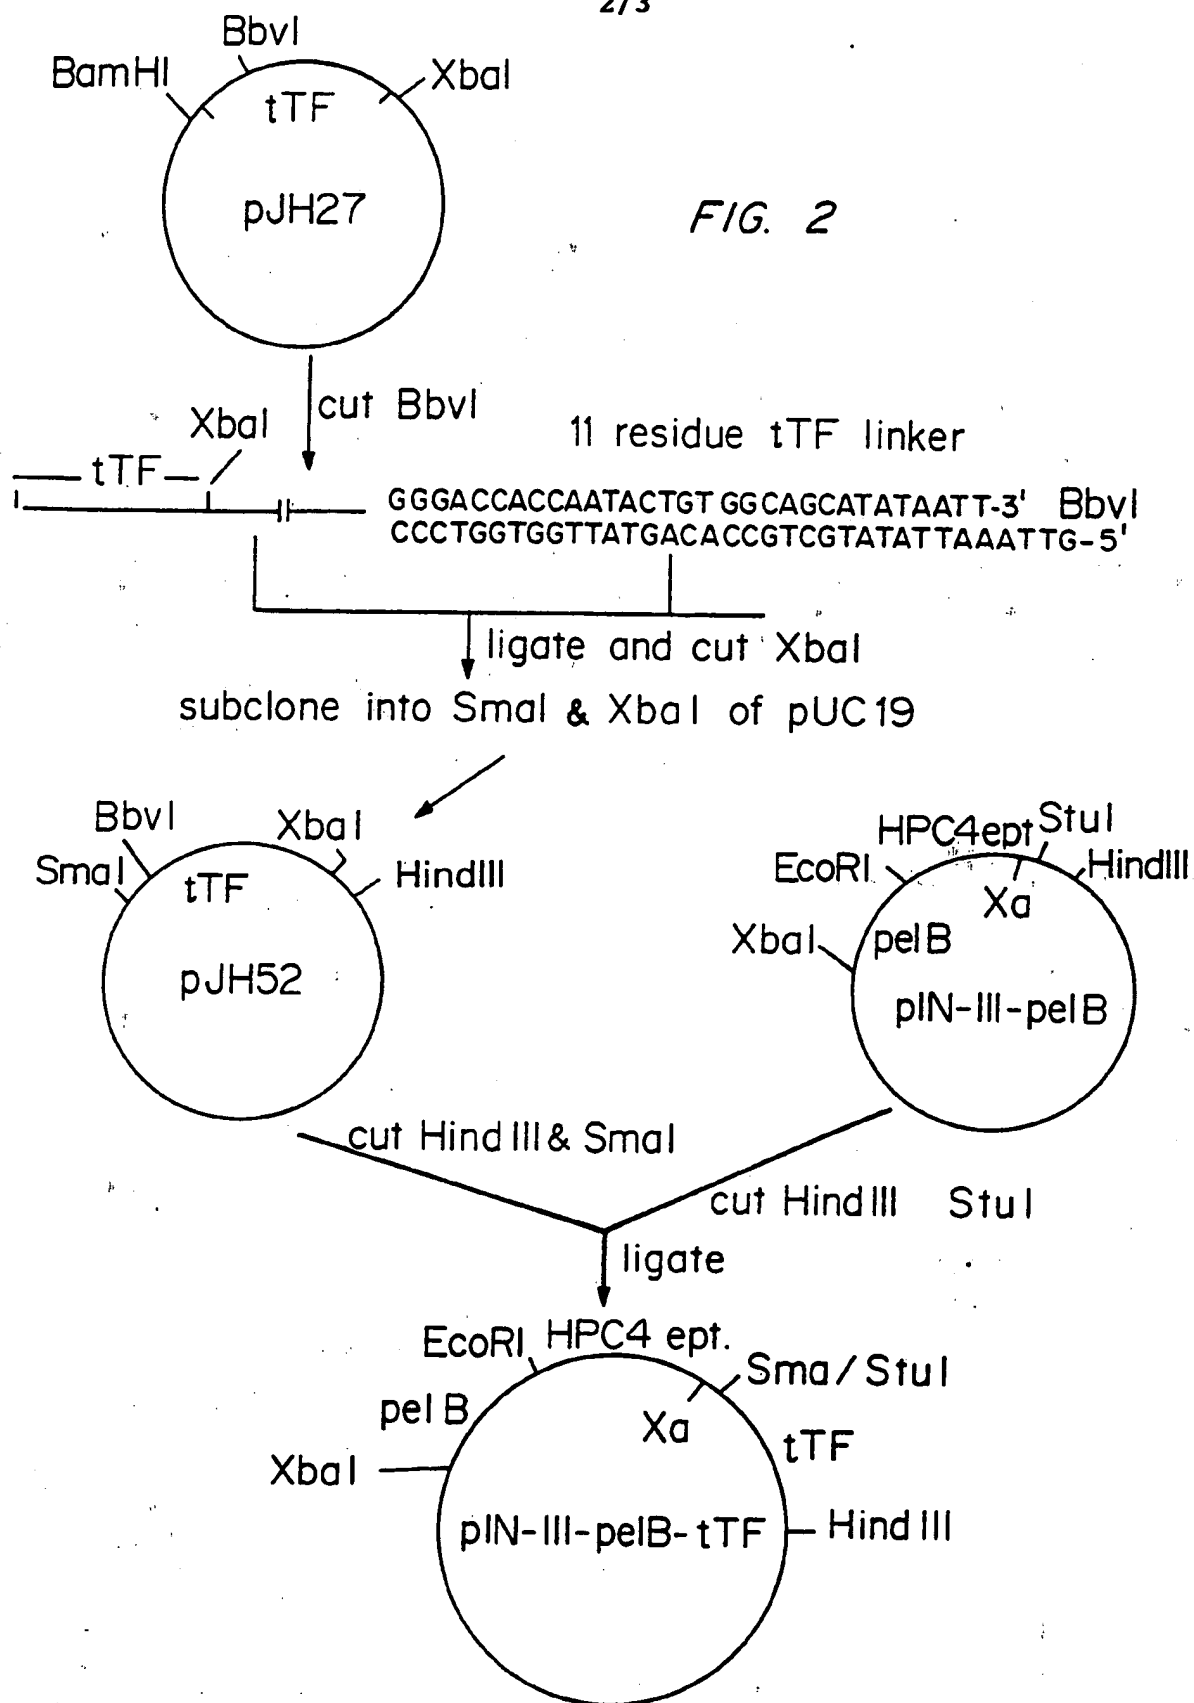 2/3
BbvI
BamHI
XbaI
tTF
pJH27
FIG. 2
cut BbvI
XbaI
11 residue tTF linker
tTF
GGGACCACCAATACTGT GGCAGCATATAATT-3' BbvI
CCCTGGTGGTTATGACACCGTCGTATATTAAATTG-5'
ligate and cut XbaI
subclone into SmaI & XbaI of pUC19
BbvI
XbaI
SmaI
tTF
HindIII
pJH52
HPC4ept
StuI
EcoRI
HindIII
Xa
XbaI
pelB
pIN-III-pelB
cut HindIII & SmaI
cut HindIII StuI
ligate
EcoRI
HPC4 ept.
Sma/StuI
pelB
Xa
tTF
XbaI
pIN-III-pelB-tTF
HindIII